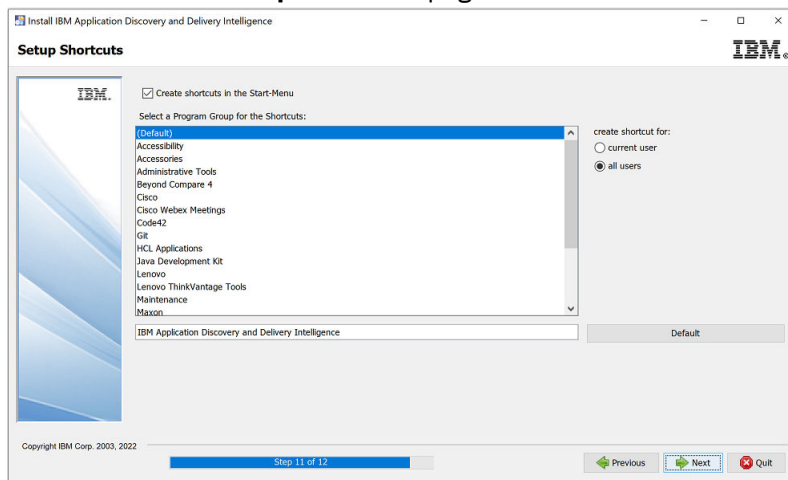 Install IBM Application Discovery and Delivery Intelligence
Setup Shortcuts
IBM®
IBM.
Create shortcuts in the Start-Menu
Select a Program Group for the Shortcuts:
(Default)
Accessibility
Accessories
Administrative Tools
Beyond Compare 4
Cisco
Cisco Webex Meetings
Code42
Git
HCL Applications
Java Development Kit
Lenovo
Lenovo ThinkVantage Tools
Maintenance
Maxon
create shortcut for:
current user
all users
IBM Application Discovery and Delivery Intelligence
Default
Copyright IBM Corp. 2003, 2022
Step 11 of 12
Previous
Next
Quit